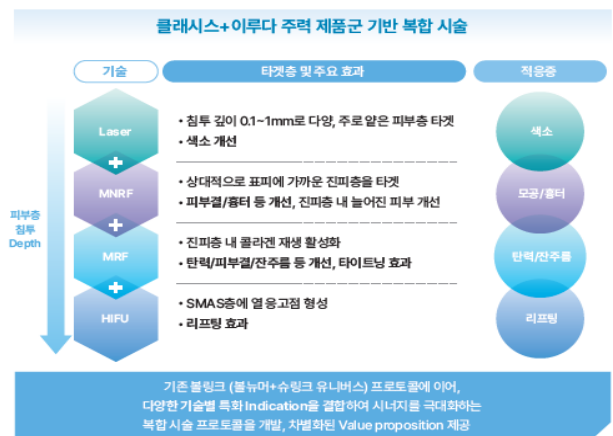 클래시스+이루다 주력 제품군 기반 복합 시술
기술
타겟층 및 주요 효과
적응증
Laser
• 침투 깊이 0.1~1mm로 다양, 주로 얕은 피부층 타겟
• 색소 개선
색소
MNRF
• 상대적으로 표피에 가까운 진피층을 타겟
• 피부결/흉터 등 개선, 진피층 내 늘어진 피부 개선
모공/흉터
피부층
침투
Depth
MRF
• 진피층 내 콜라겐 재생 활성화
• 탄력/피부결/잔주름 등 개선, 타이트닝 효과
탄력/잔주름
HIFU
• SMAS층에 열 응고점 형성
• 리프팅 효과
리프팅
기존 볼링크 (볼뉴머+슈링크 유니버스) 프로토콜에 이어,
다양한 기술별 특화 Indication을 결합하여 시너지를 극대화하는
복합 시술 프로토콜을 개발, 차별화된 Value proposition 제공